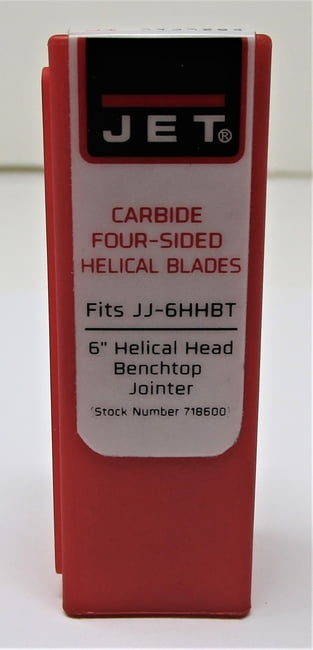 JET®
CARBIDE
FOUR-SIDED
HELICAL BLADES
Fits JJ-6HHBT
6" Helical Head
Benchtop
Jointer
(Stock Number 718600)